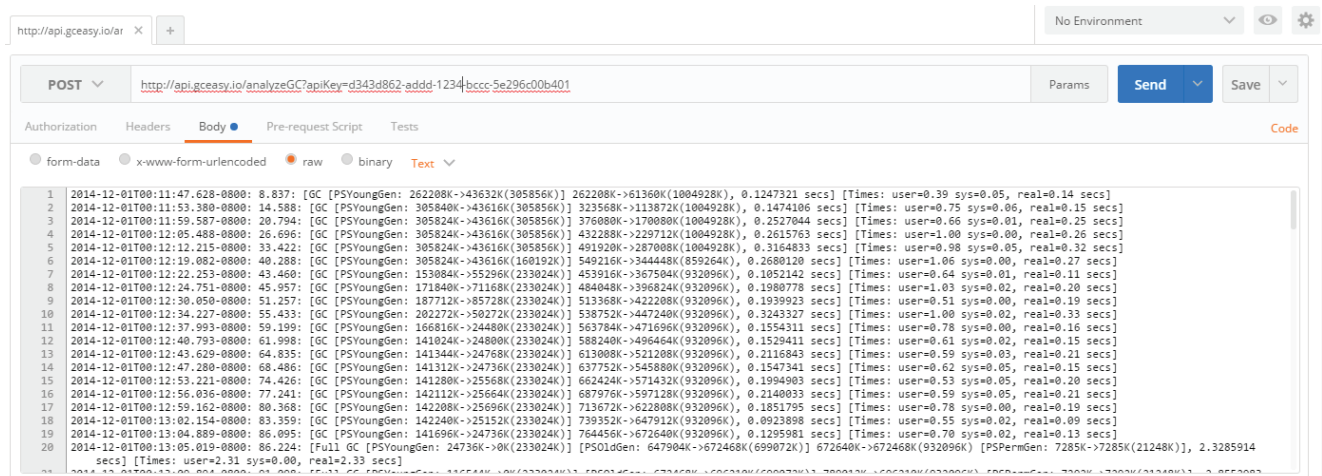 http://api.gceasy.io/ar × +
No Environment
POST http://api.gceasy.io/analyzeGC?apiKey=d343d862-addd-1234-bccc-5e296c00b401 Params Send Save
Authorization Headers Body Pre-request Script Tests Code
form-data x-www-form-urlencoded raw binary Text
1 2014-12-01T00:11:47.628-0800: 8.837: [GC [PSYoungGen: 262208K->43632K(305856K)] 262208K->61360K(1004928K), 0.1247321 secs] [Times: user=0.39 sys=0.05, real=0.14 secs]
2 2014-12-01T00:11:53.380-0800: 14.588: [GC [PSYoungGen: 305840K->43616K(305856K)] 323568K->113872K(1004928K), 0.1474106 secs] [Times: user=0.75 sys=0.06, real=0.15 secs]
3 2014-12-01T00:11:59.587-0800: 20.794: [GC [PSYoungGen: 305824K->43616K(305856K)] 376080K->170080K(1004928K), 0.2527044 secs] [Times: user=0.66 sys=0.01, real=0.25 secs]
4 2014-12-01T00:12:05.488-0800: 26.696: [GC [PSYoungGen: 305824K->43616K(305856K)] 432288K->229712K(1004928K), 0.2615763 secs] [Times: user=1.00 sys=0.00, real=0.26 secs]
5 2014-12-01T00:12:12.215-0800: 33.422: [GC [PSYoungGen: 305824K->43616K(305856K)] 491920K->287008K(1004928K), 0.3164833 secs] [Times: user=0.98 sys=0.05, real=0.32 secs]
6 2014-12-01T00:12:19.082-0800: 40.288: [GC [PSYoungGen: 305824K->43616K(160192K)] 549216K->344448K(859264K), 0.2680120 secs] [Times: user=1.06 sys=0.00, real=0.27 secs]
7 2014-12-01T00:12:22.253-0800: 43.460: [GC [PSYoungGen: 153084K->55296K(233024K)] 453916K->367504K(932096K), 0.1052142 secs] [Times: user=0.64 sys=0.01, real=0.11 secs]
8 2014-12-01T00:12:24.751-0800: 45.957: [GC [PSYoungGen: 171840K->71168K(233024K)] 484048K->396824K(932096K), 0.1980778 secs] [Times: user=1.03 sys=0.02, real=0.20 secs]
9 2014-12-01T00:12:30.050-0800: 51.257: [GC [PSYoungGen: 187712K->85728K(233024K)] 513368K->422208K(932096K), 0.1939923 secs] [Times: user=0.51 sys=0.00, real=0.19 secs]
10 2014-12-01T00:12:34.227-0800: 55.433: [GC [PSYoungGen: 202272K->50272K(233024K)] 538752K->447240K(932096K), 0.3243327 secs] [Times: user=1.00 sys=0.02, real=0.33 secs]
11 2014-12-01T00:12:37.993-0800: 59.199: [GC [PSYoungGen: 166816K->24480K(233024K)] 563784K->471696K(932096K), 0.1554311 secs] [Times: user=0.78 sys=0.00, real=0.16 secs]
12 2014-12-01T00:12:40.793-0800: 61.998: [GC [PSYoungGen: 141024K->24800K(233024K)] 588240K->496464K(932096K), 0.1529411 secs] [Times: user=0.61 sys=0.02, real=0.15 secs]
13 2014-12-01T00:12:43.629-0800: 64.835: [GC [PSYoungGen: 141344K->24768K(233024K)] 613008K->521208K(932096K), 0.2116843 secs] [Times: user=0.59 sys=0.03, real=0.21 secs]
14 2014-12-01T00:12:47.280-0800: 68.486: [GC [PSYoungGen: 141312K->24736K(233024K)] 637752K->545880K(932096K), 0.1547341 secs] [Times: user=0.62 sys=0.05, real=0.15 secs]
15 2014-12-01T00:12:53.221-0800: 74.426: [GC [PSYoungGen: 141280K->25568K(233024K)] 662424K->571432K(932096K), 0.1994903 secs] [Times: user=0.53 sys=0.05, real=0.20 secs]
16 2014-12-01T00:12:56.036-0800: 77.241: [GC [PSYoungGen: 142112K->25664K(233024K)] 687976K->597128K(932096K), 0.2140033 secs] [Times: user=0.59 sys=0.05, real=0.21 secs]
17 2014-12-01T00:12:59.162-0800: 80.368: [GC [PSYoungGen: 142208K->25696K(233024K)] 713672K->622808K(932096K), 0.1851795 secs] [Times: user=0.78 sys=0.00, real=0.19 secs]
18 2014-12-01T00:13:02.154-0800: 83.359: [GC [PSYoungGen: 142240K->25152K(233024K)] 739352K->647912K(932096K), 0.0923898 secs] [Times: user=0.55 sys=0.02, real=0.09 secs]
19 2014-12-01T00:13:04.889-0800: 86.095: [GC [PSYoungGen: 141696K->24736K(233024K)] 764456K->672640K(932096K), 0.1295981 secs] [Times: user=0.70 sys=0.02, real=0.13 secs]
20 2014-12-01T00:13:05.019-0800: 86.224: [Full GC [PSYoungGen: 24736K->0K(233024K)] [PSOldGen: 647904K->672468K(699072K)] 672640K->672468K(932096K) [PSPermGen: 7285K->7285K(21248K)], 2.3285914
secs] [Times: user=2.31 sys=0.00, real=2.33 secs]